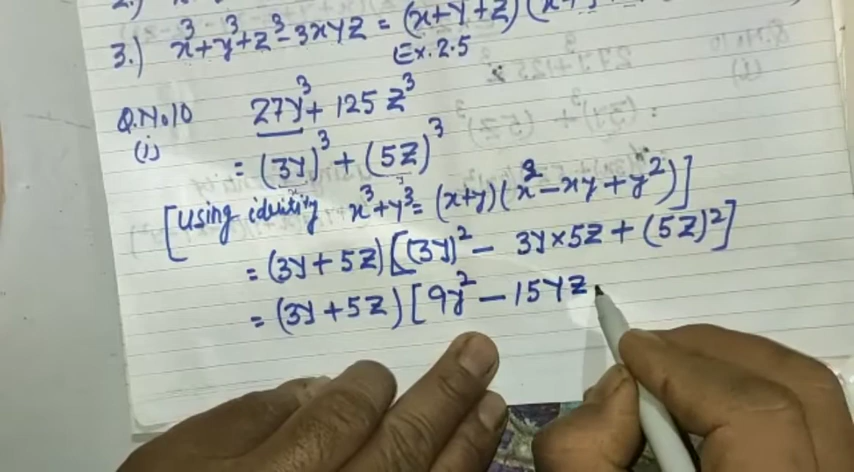 3.) x³+y³+z³-3xyz = (x+y+z)(x
Ex. 2.5
Q.No.10 27y³+125z³
(i)
= (3y)³+(5z)³
[using identity x³+y³=(x+y)(x²-xy+y²)]
= (3y+5z)[(3y)²- 3y×5z+(5z)²]
= (3y+5z)[9y²-15yz